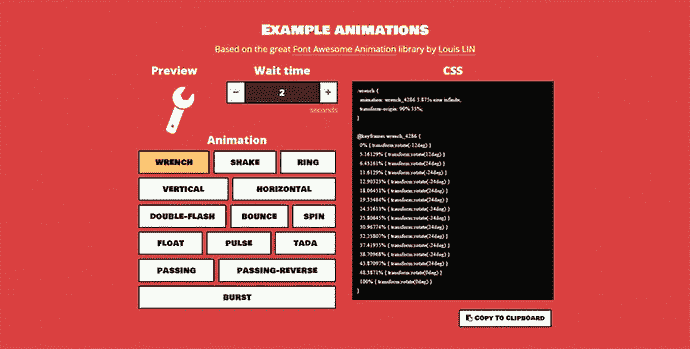 EXAMPLE ANIMATIONS
Based on the great Font Awesome Animation library by Louis LIN
Preview
Wait time
− 2 +
seconds
Animation
WRENCH SHAKE RING
VERTICAL HORIZONTAL
DOUBLE-FLASH BOUNCE SPIN
FLOAT PULSE TADA
PASSING PASSING-REVERSE
BURST
CSS
.wrench {
animation: wrench_4286 3.875s ease infinite;
transform-origin: 90% 35%;
}
@keyframes wrench_4286 {
0% { transform:rotate(-12deg) }
5.16129% { transform:rotate(12deg) }
6.45161% { transform:rotate(24deg) }
11.6129% { transform:rotate(-24deg) }
12.90323% { transform:rotate(-24deg) }
18.06451% { transform:rotate(24deg) }
19.35484% { transform:rotate(24deg) }
24.51613% { transform:rotate(-24deg) }
25.80645% { transform:rotate(-24deg) }
30.96774% { transform:rotate(24deg) }
32.25807% { transform:rotate(24deg) }
37.41935% { transform:rotate(-24deg) }
38.70968% { transform:rotate(-24deg) }
43.87097% { transform:rotate(24deg) }
48.3871% { transform:rotate(0deg) }
100% { transform:rotate(0deg) }
}
COPY TO CLIPBOARD